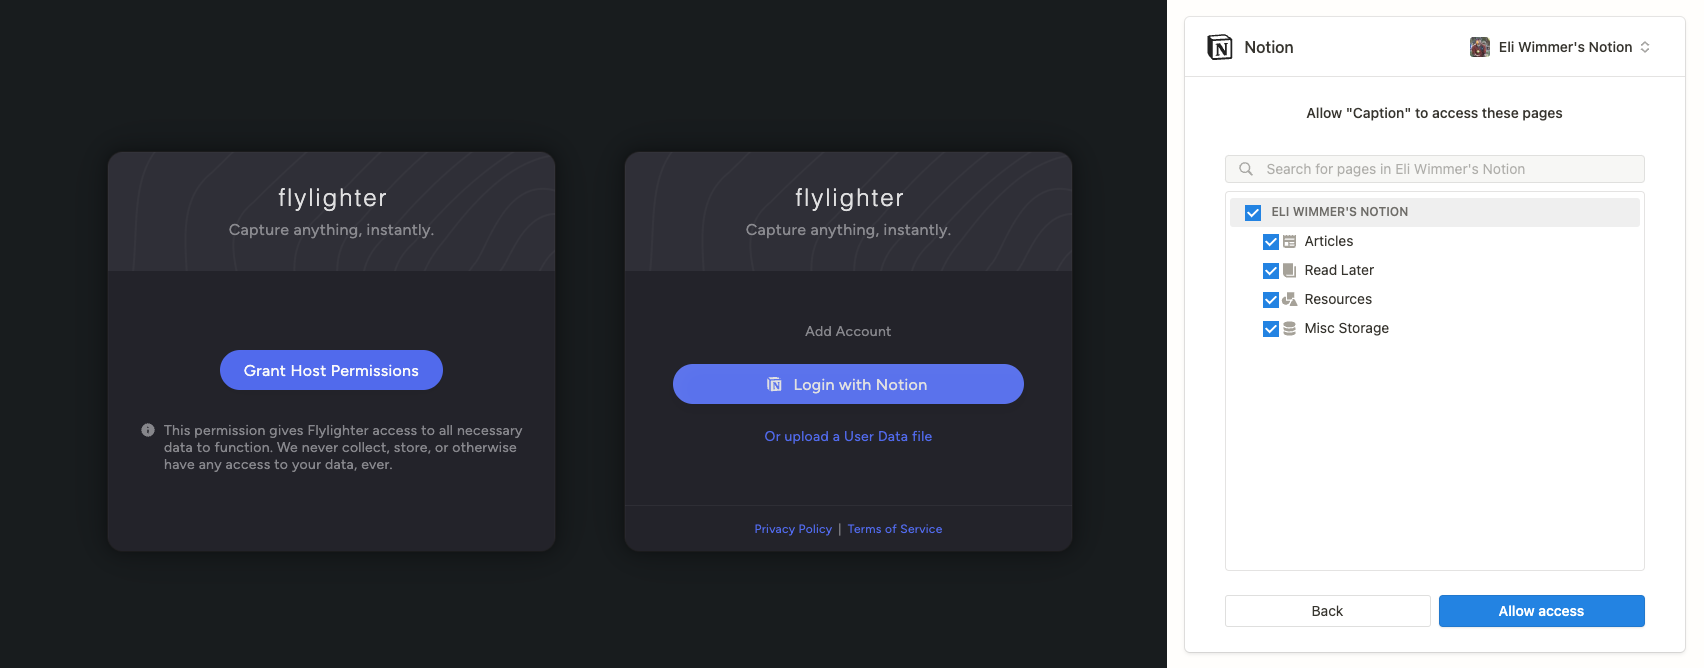 flylighter
Capture anything, instantly.
Grant Host Permissions
This permission gives Flylighter access to all necessary
data to function. We never collect, store, or otherwise
have any access to your data, ever.
flylighter
Capture anything, instantly.
Add Account
Login with Notion
Or upload a User Data file
Privacy Policy | Terms of Service
Notion
Eli Wimmer's Notion
Allow "Caption" to access these pages
Search for pages in Eli Wimmer's Notion
ELI WIMMER'S NOTION
Articles
Read Later
Resources
Misc Storage
Back
Allow access